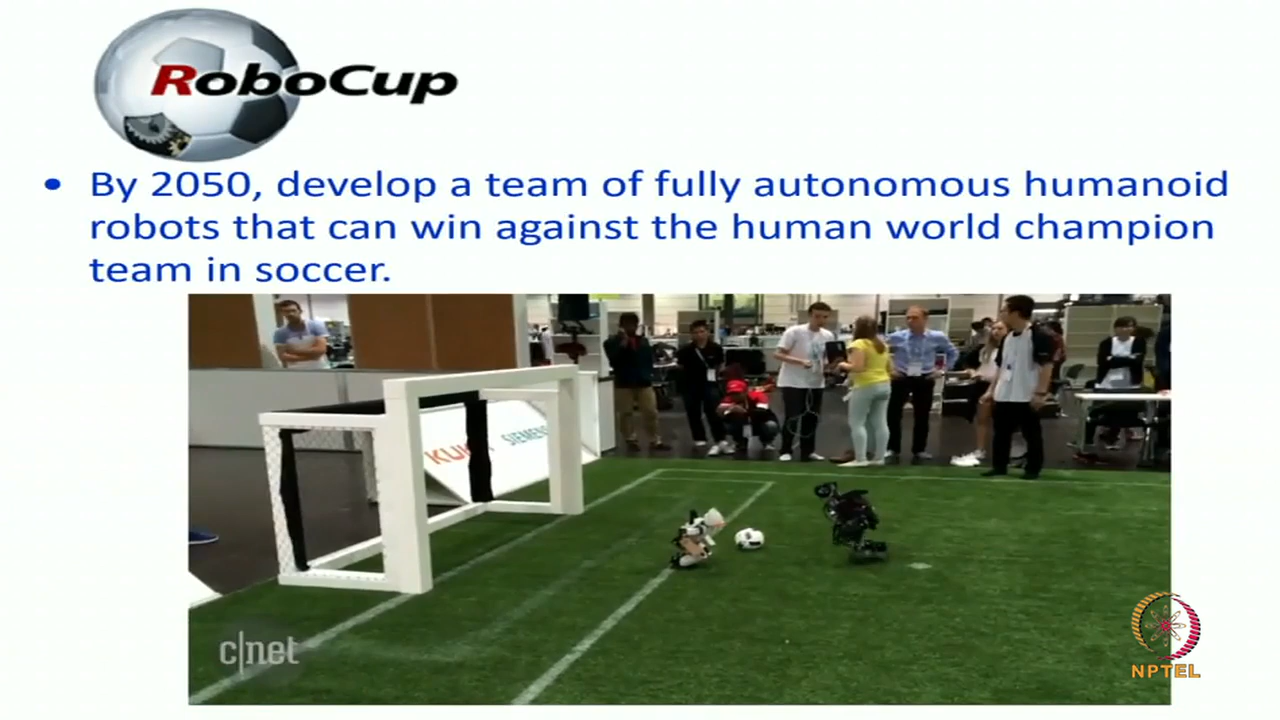 RoboCup
• By 2050, develop a team of fully autonomous humanoid
robots that can win against the human world champion
team in soccer.
SIEMENS
c|net
NPTEL